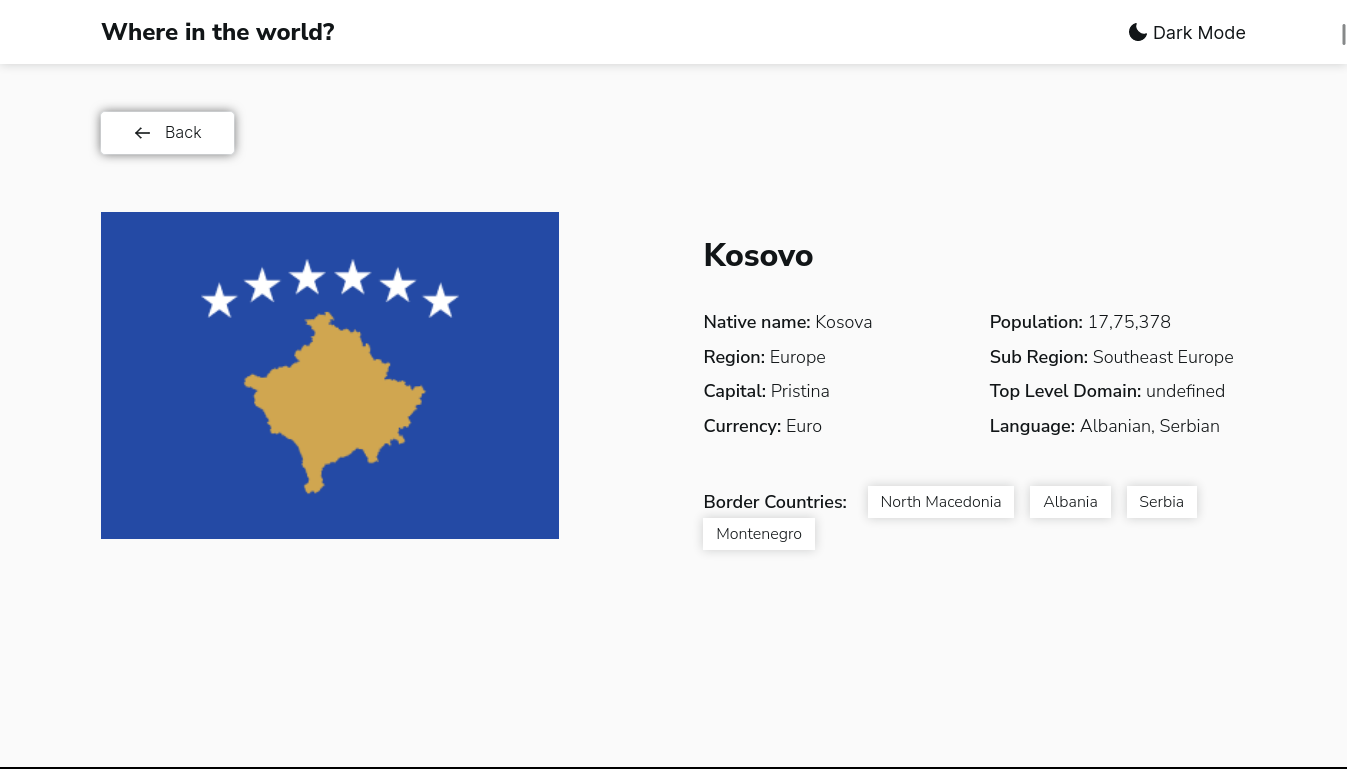 Where in the world?
Dark Mode
Back
Kosovo
Native name: Kosova
Region: Europe
Capital: Pristina
Currency: Euro
Population: 17,75,378
Sub Region: Southeast Europe
Top Level Domain: undefined
Language: Albanian, Serbian
Border Countries: North Macedonia Albania Serbia
Montenegro